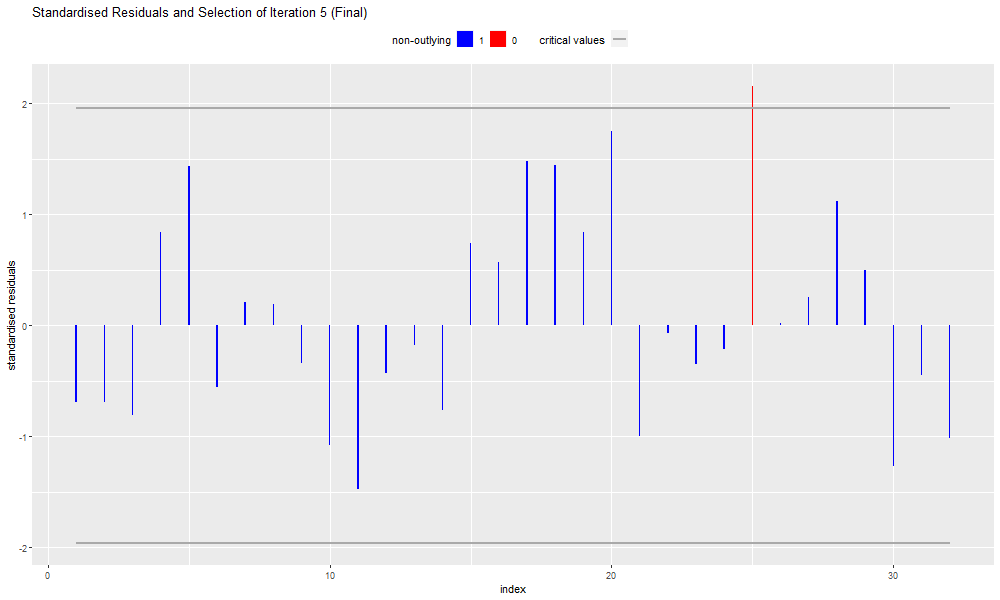 Standardised Residuals and Selection of Iteration 5 (Final)
non-outlying 1 0 critical values
standardised residuals
2
1
0
-1
-2
0 10 20 30
index